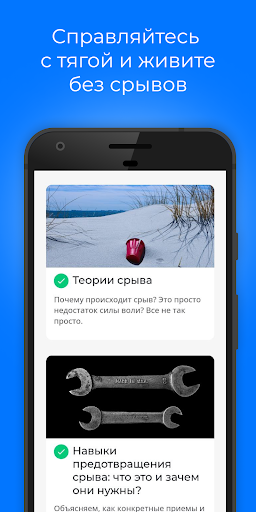 Справляйтесь
с тягой и живите
без срывов
Теории срыва
Почему происходит срыв? Это просто
недостаток силы воли? Все не так
просто.
Навыки
предотвращения
срыва: что это и зачем
они нужны?
Объясняем, как конкретные приемы и